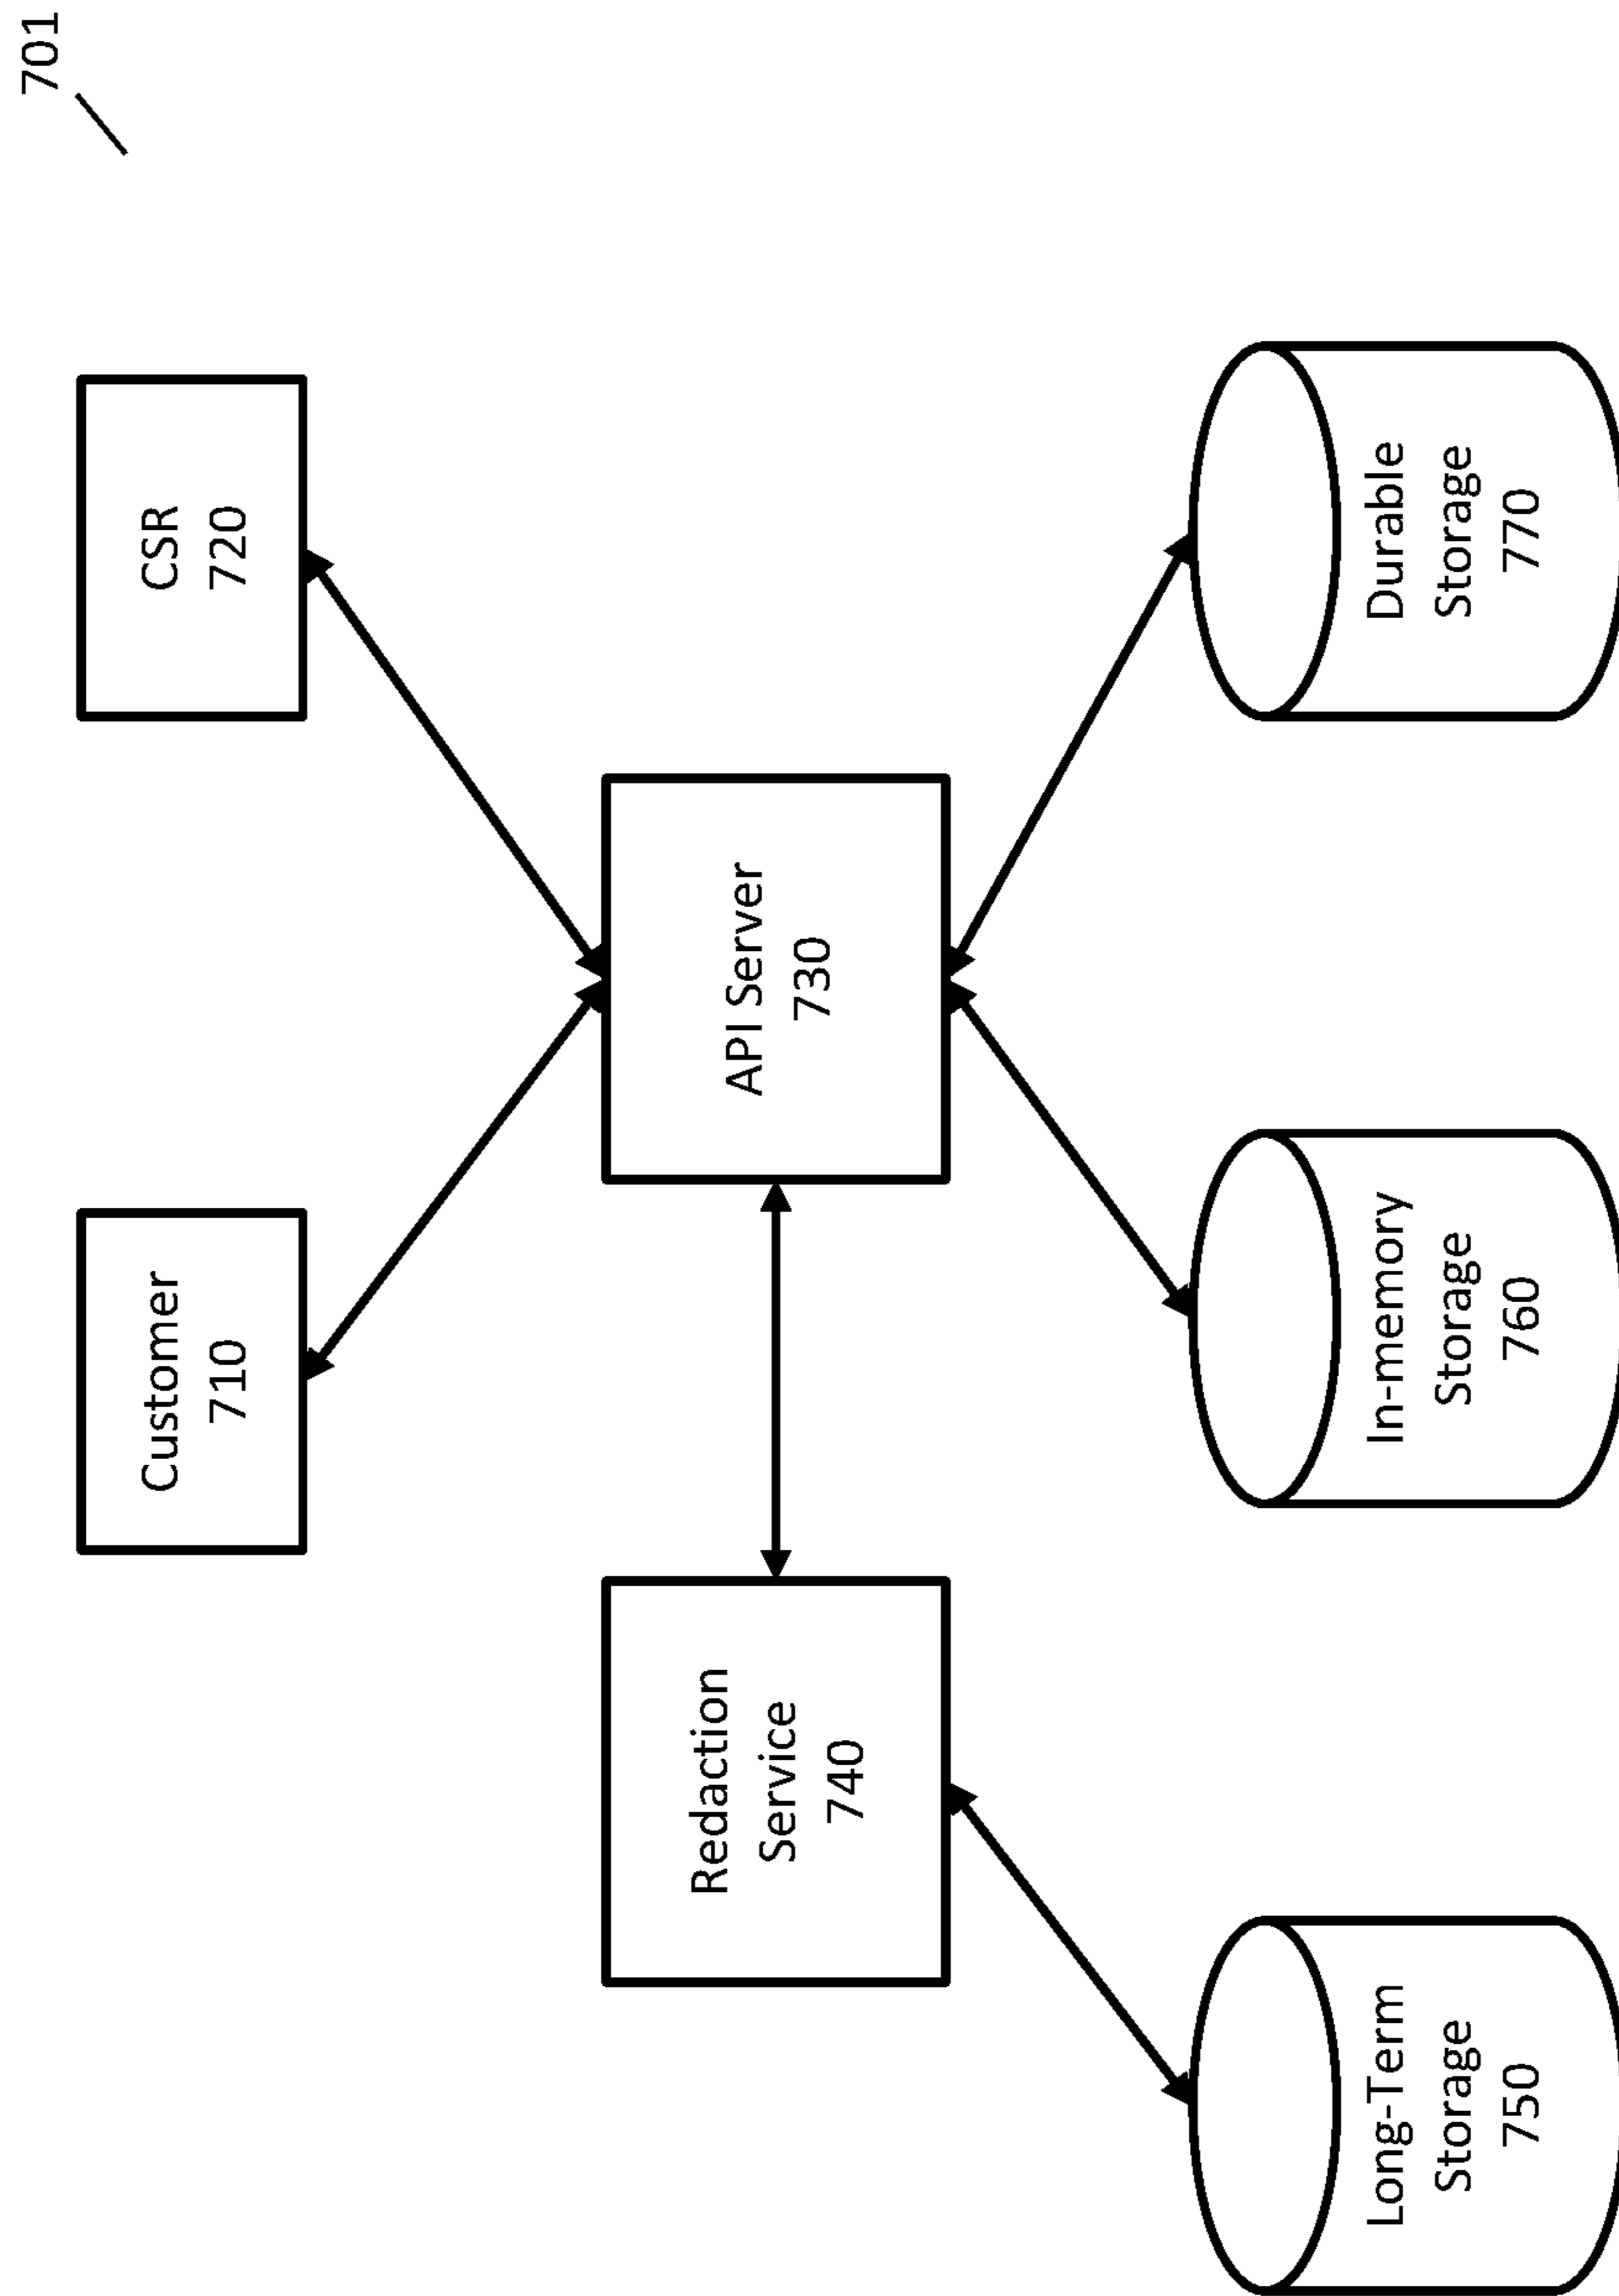 701
Customer
710
CSR
720
Redaction
Service
740
API Server
730
Long-Term
Storage
750
In-memory
Storage
760
Durable
Storage
770